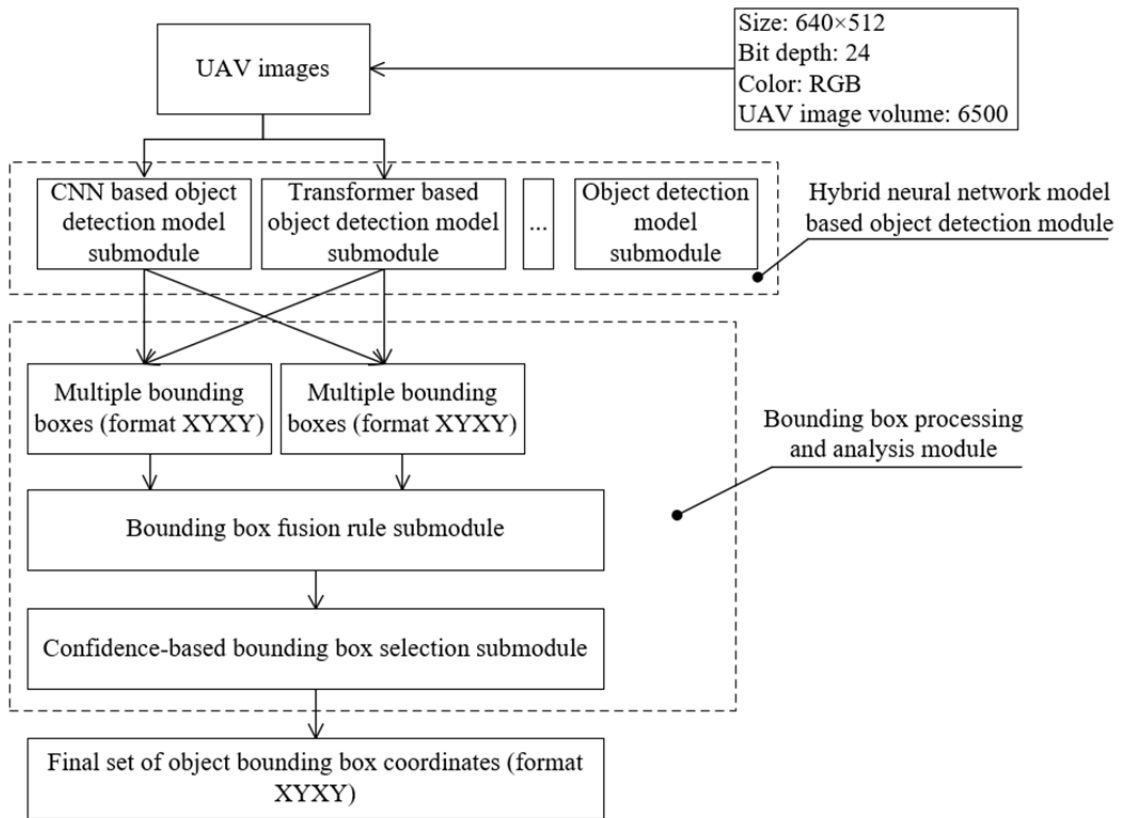 UAV images
Size: 640×512
Bit depth: 24
Color: RGB
UAV image volume: 6500
CNN based object
detection model
submodule
Transformer based
object detection model
submodule
...
Object detection
model
submodule
Hybrid neural network model
based object detection module
Multiple bounding
boxes (format XYXY)
Multiple bounding
boxes (format XYXY)
Bounding box processing
and analysis module
Bounding box fusion rule submodule
Confidence-based bounding box selection submodule
Final set of object bounding box coordinates (format
XYXY)